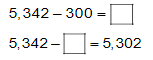 5,342 – 300 = □
5,342 – □ = 5,302